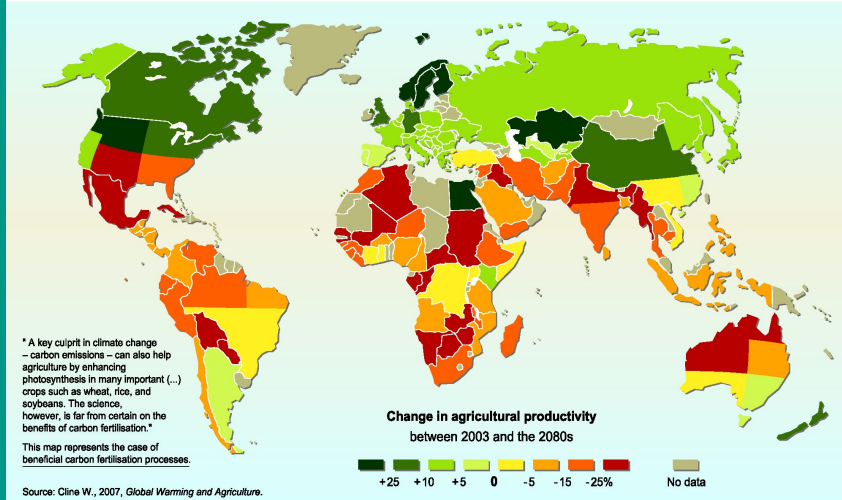 " A key culprit in climate change
– carbon emissions – can also help
agriculture by enhancing
photosynthesis in many important (...)
crops such as wheat, rice, and
soybeans. The science,
however, is far from certain on the
benefits of carbon fertilisation."
This map represents the case of
beneficial carbon fertilisation processes.
Source: Cline W., 2007, Global Warming and Agriculture.
Change in agricultural productivity
between 2003 and the 2080s
+25 +10 +5 0 -5 -15 -25% No data